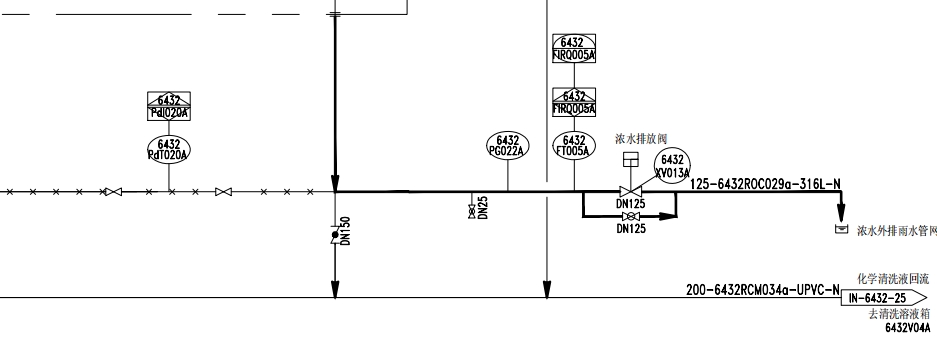 6432
FIRQ005A
6432
PdI020A
6432
FIRQ005A
6432
PdT020A
6432
PG022A
6432
FT005A
浓水排放阀
6432
XV013A
125-6432ROC029a-316L-N
DN25
DN125
DN125
DN150
浓水外排雨水管网
化学清洗液回流
200-6432RCM034a-UPVC-N
IN-6432-25
去清洗溶液箱
6432V04A